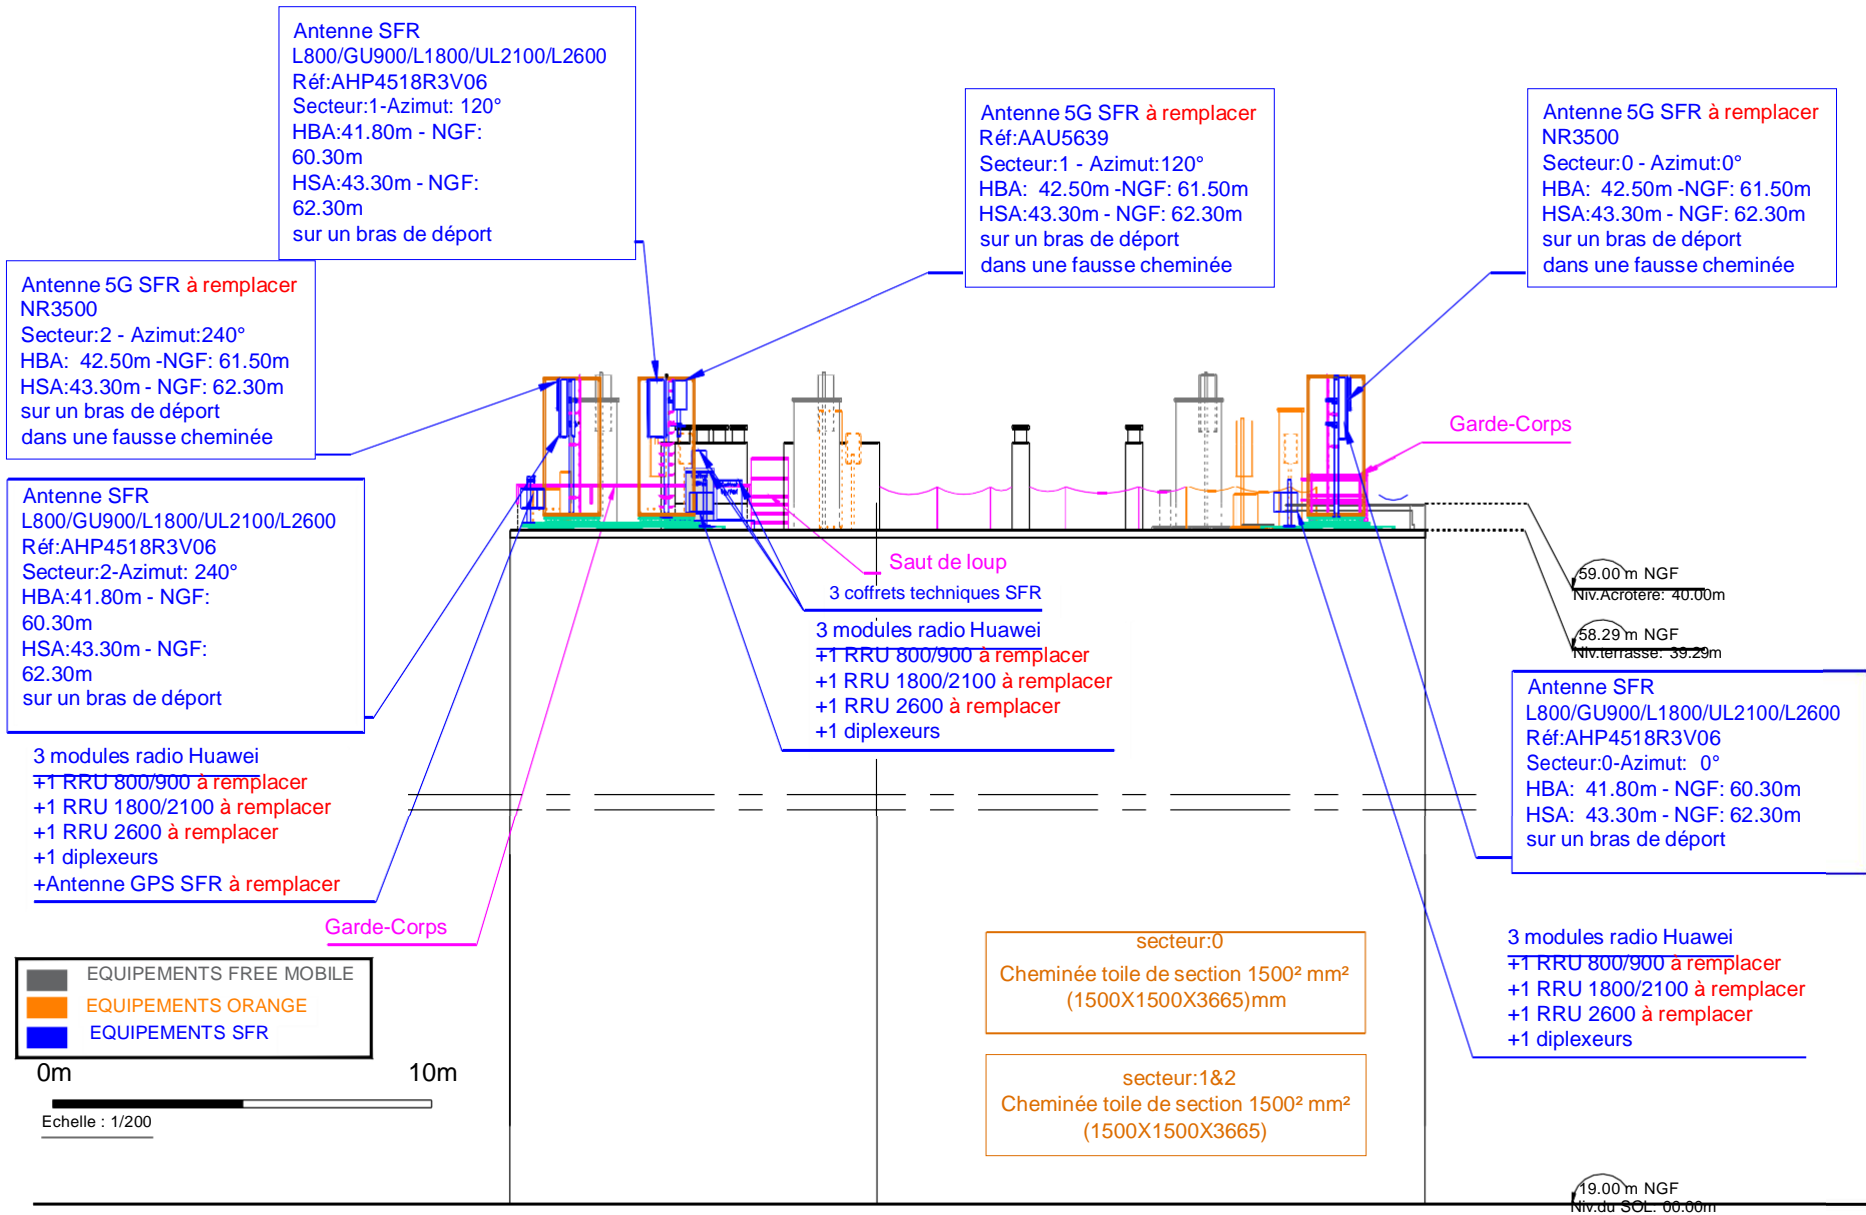 Antenne SFR
L800/GU900/L1800/UL2100/L2600
Réf:AHP4518R3V06
Secteur:1-Azimut: 120°
HBA:41.80m - NGF:
60.30m
HSA:43.30m - NGF:
62.30m
sur un bras de déport
Antenne 5G SFR à remplacer
Réf:AAU5639
Secteur:1 - Azimut:120°
HBA: 42.50m -NGF: 61.50m
HSA:43.30m - NGF: 62.30m
sur un bras de déport
dans une fausse cheminée
Antenne 5G SFR à remplacer
NR3500
Secteur:0 - Azimut:0°
HBA: 42.50m -NGF: 61.50m
HSA:43.30m - NGF: 62.30m
sur un bras de déport
dans une fausse cheminée
Antenne 5G SFR à remplacer
NR3500
Secteur:2 - Azimut:240°
HBA: 42.50m -NGF: 61.50m
HSA:43.30m - NGF: 62.30m
sur un bras de déport
dans une fausse cheminée
Garde-Corps
Antenne SFR
L800/GU900/L1800/UL2100/L2600
Réf:AHP4518R3V06
Secteur:2-Azimut: 240°
HBA:41.80m - NGF:
60.30m
HSA:43.30m - NGF:
62.30m
sur un bras de déport
Saut de loup
3 coffrets techniques SFR
3 modules radio Huawei
+1 RRU 800/900 à remplacer
+1 RRU 1800/2100 à remplacer
+1 RRU 2600 à remplacer
+1 diplexeurs
59.00 m NGF
Niv.Acrotère: 40.00m
58.29 m NGF
Niv.terrasse: 39.29m
Antenne SFR
L800/GU900/L1800/UL2100/L2600
Réf:AHP4518R3V06
Secteur:0-Azimut: 0°
HBA: 41.80m - NGF: 60.30m
HSA: 43.30m - NGF: 62.30m
sur un bras de déport
3 modules radio Huawei
+1 RRU 800/900 à remplacer
+1 RRU 1800/2100 à remplacer
+1 RRU 2600 à remplacer
+1 diplexeurs
+Antenne GPS SFR à remplacer
Garde-Corps
3 modules radio Huawei
+1 RRU 800/900 à remplacer
+1 RRU 1800/2100 à remplacer
+1 RRU 2600 à remplacer
+1 diplexeurs
secteur:0
Cheminée toile de section 1500² mm²
(1500X1500X3665)mm
secteur:1&2
Cheminée toile de section 1500² mm²
(1500X1500X3665)
EQUIPEMENTS FREE MOBILE
EQUIPEMENTS ORANGE
EQUIPEMENTS SFR
0m 10m
Echelle : 1/200
19.00 m NGF
Niv.du SOL: 00.00m